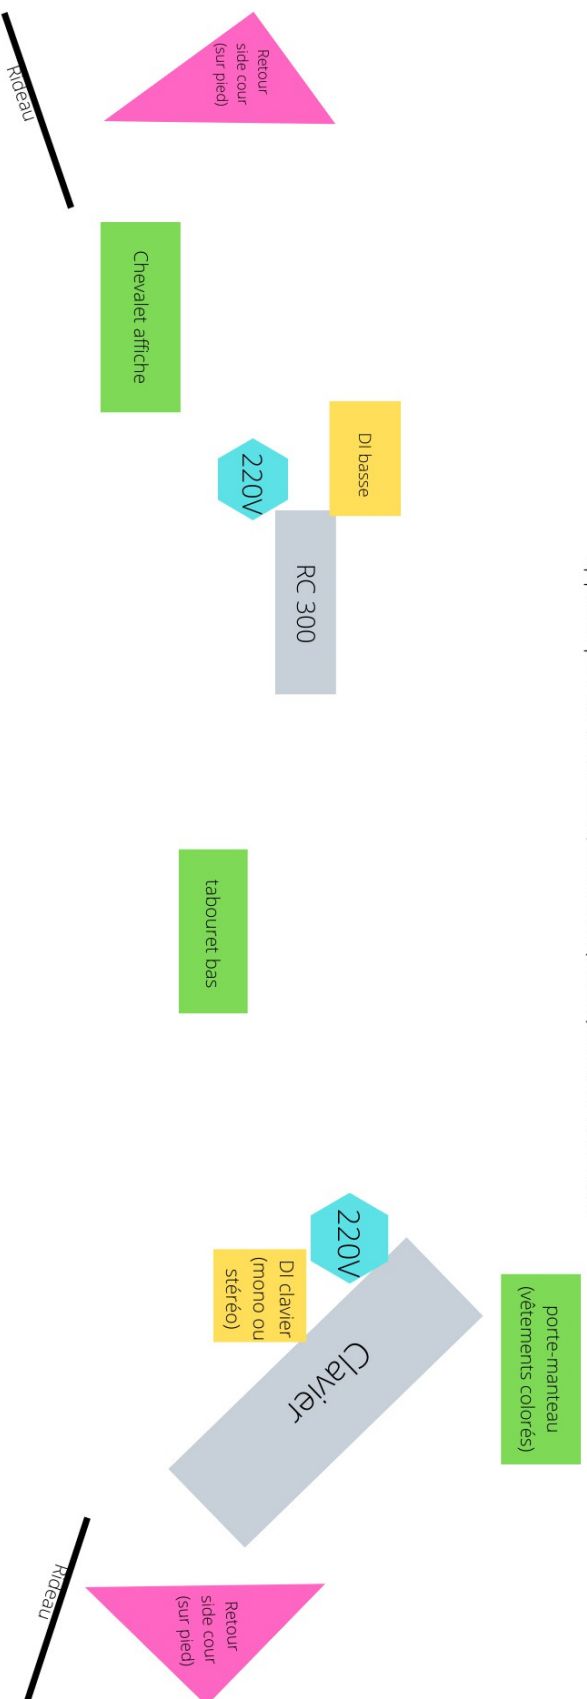 Rideau
Retour
side cour
(sur pied)
Chevalet affiche
DI basse
220V
RC 300
tabouret bas
220V
DI clavier
(mono ou
stéréo)
Clavier
porte-manteau
(vêtements colorés)
Rideau
Retour
side cour
(sur pied)